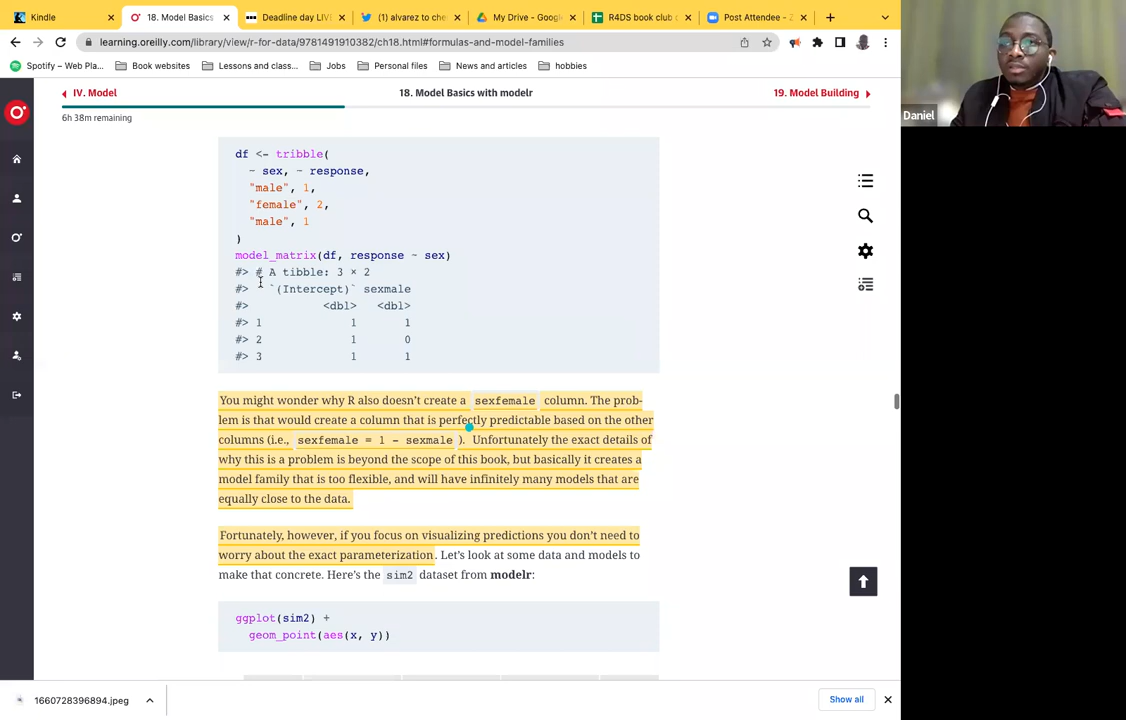 Kindle
18. Model Basics
Deadline day LIV
(1) alvarez to che
My Drive - Google
R4DS book club
Post Attendee - Z
learning.oreilly.com/library/view/r-for-data/9781491910382/ch18.html#formulas-and-model-families
Spotify – Web Pla...
Book websites
Lessons and class...
Jobs
Personal files
News and articles
hobbies
IV. Model
18. Model Basics with modelr
19. Model Building
6h 38m remaining
Daniel
df <- tribble(
~ sex, ~ response,
"male", 1,
"female", 2,
"male", 1
)
model_matrix(df, response ~ sex)
#> # A tibble: 3 × 2
#> `(Intercept)` sexmale
#> <dbl> <dbl>
#> 1 1 1
#> 2 1 0
#> 3 1 1
You might wonder why R also doesn't create a sexfemale column. The prob-
lem is that would create a column that is perfectly predictable based on the other
columns (i.e., sexfemale = 1 - sexmale ). Unfortunately the exact details of
why this is a problem is beyond the scope of this book, but basically it creates a
model family that is too flexible, and will have infinitely many models that are
equally close to the data.
Fortunately, however, if you focus on visualizing predictions you don't need to
worry about the exact parameterization. Let's look at some data and models to
make that concrete. Here's the sim2 dataset from modelr:
ggplot(sim2) +
geom_point(aes(x, y))
1660728396894.jpeg
Show all